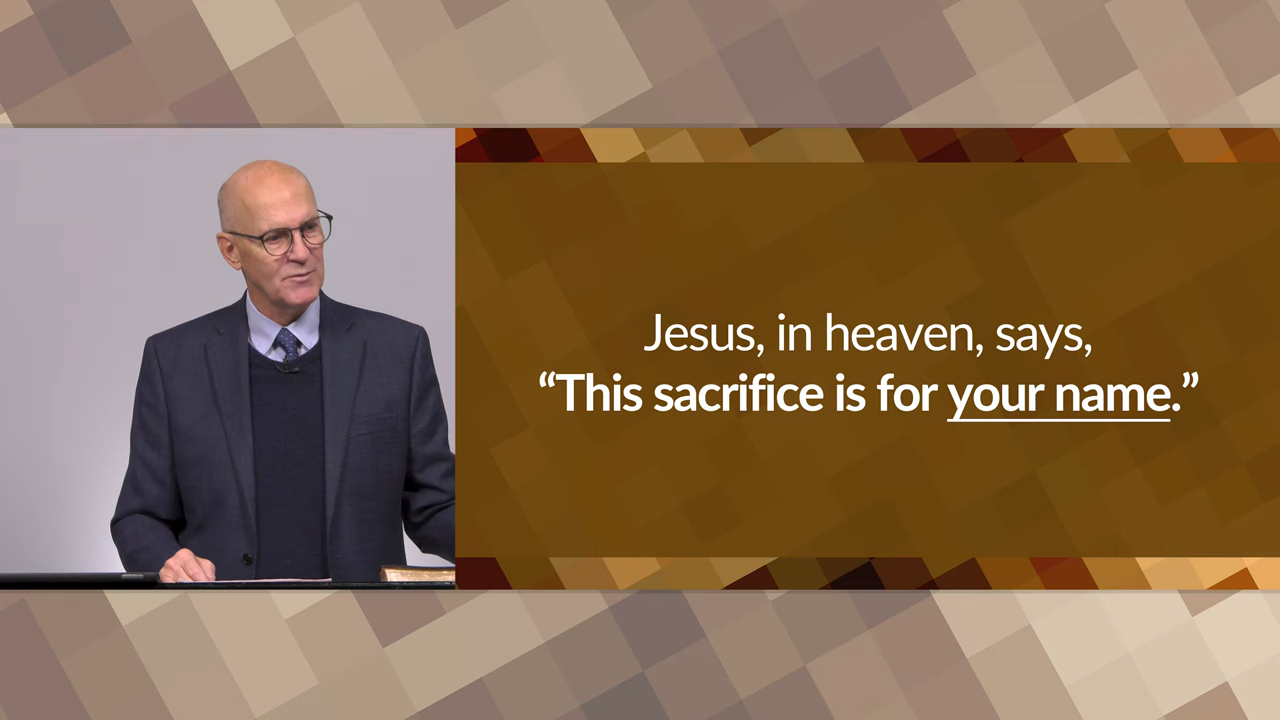 Jesus, in heaven, says,
“This sacrifice is for your name.”